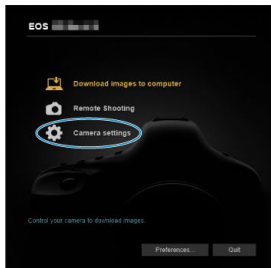 EOS
Download images to computer
Remote Shooting
Camera settings
Control your camera to download images.
Preferences... Quit